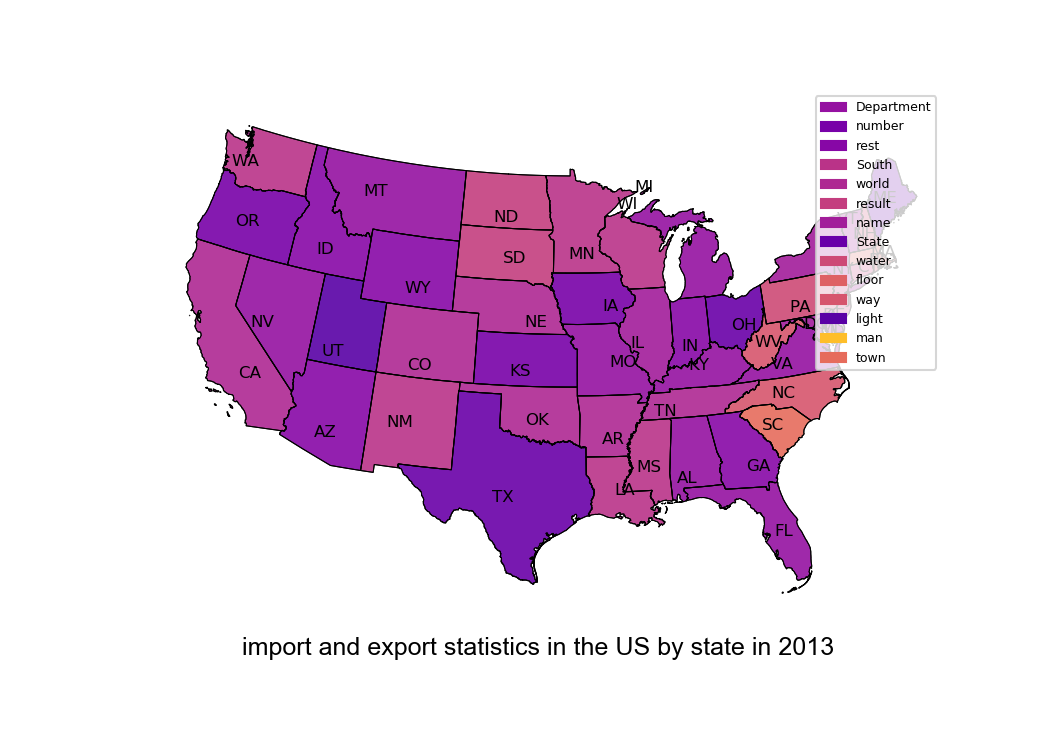 Department
number
rest
South
world
result
name
State
water
floor
way
light
man
town
WA
MT
MI
WI
ND
OR
ID
SD
MN
WY
IA
PA
NE
NV
IL
OH
UT
IN
WV
MO
KY
VA
CO
KS
CA
NC
NM
OK
TN
SC
AZ
AR
MS
GA
AL
LA
TX
FL
import and export statistics in the US by state in 2013